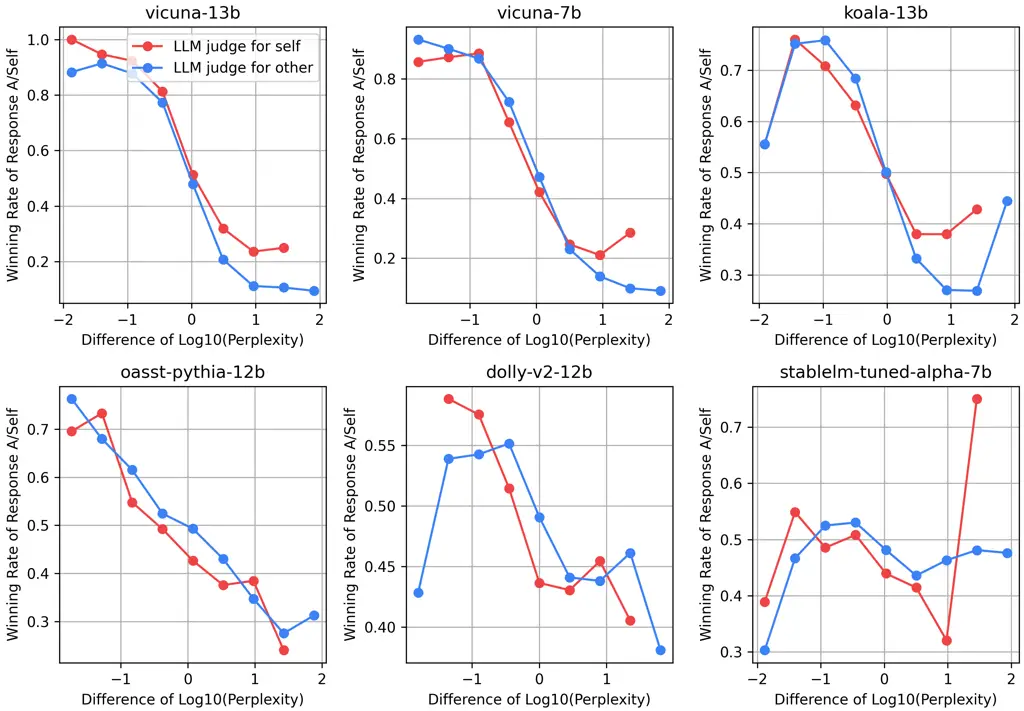 vicuna-13b
Winning Rate of Response A/Self
1.0
0.8
0.6
0.4
0.2
LLM judge for self
LLM judge for other
−2
−1
0
1
2
Difference of Log10(Perplexity)
vicuna-7b
Winning Rate of Response A/Self
0.8
0.6
0.4
0.2
−1
0
1
2
Difference of Log10(Perplexity)
koala-13b
Winning Rate of Response A/Self
0.7
0.6
0.5
0.4
0.3
−2
−1
0
1
2
Difference of Log10(Perplexity)
oasst-pythia-12b
Winning Rate of Response A/Self
0.7
0.6
0.5
0.4
0.3
−1
0
1
2
Difference of Log10(Perplexity)
dolly-v2-12b
Winning Rate of Response A/Self
0.55
0.50
0.45
0.40
−1
0
1
Difference of Log10(Perplexity)
stablelm-tuned-alpha-7b
Winning Rate of Response A/Self
0.7
0.6
0.5
0.4
0.3
−2
−1
0
1
2
Difference of Log10(Perplexity)